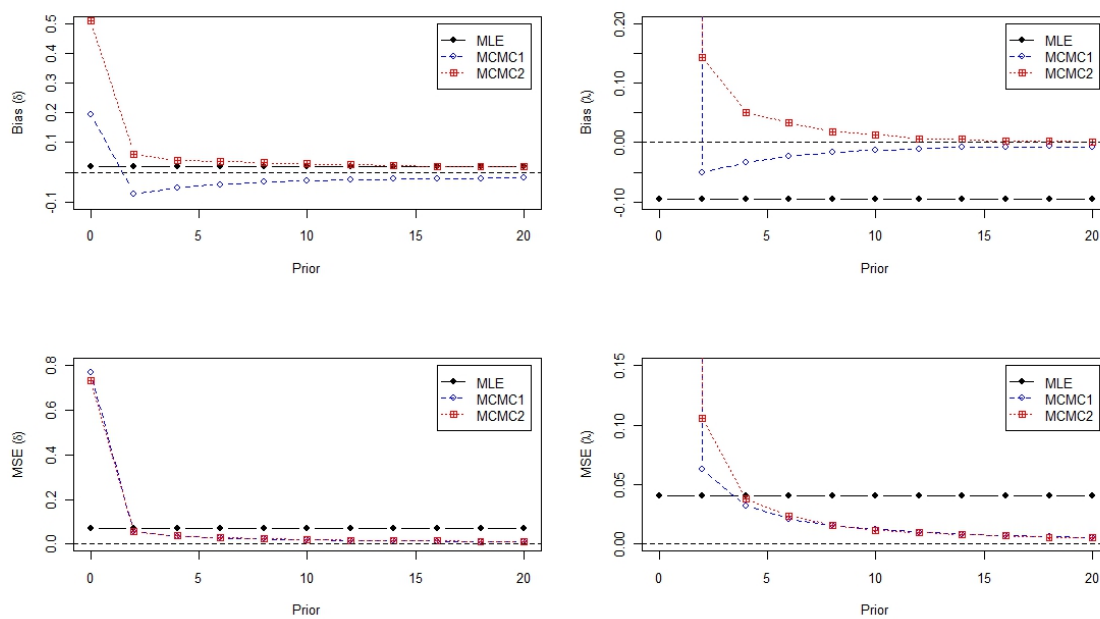 0.5
0.4
0.2
0.1
-0.1
Bias (δ)
MLE
MCMC1
MCMC2
0 5 10 15 20
Prior
0.20
0.10
0.00
-0.10
Bias (λ)
MLE
MCMC1
MCMC2
0 5 10 15 20
Prior
0.8
0.6
0.4
0.2
0.0
MSE (δ)
MLE
MCMC1
MCMC2
0 5 10 15 20
Prior
0.15
0.10
0.05
0.00
MSE (λ)
MLE
MCMC1
MCMC2
0 5 10 15 20
Prior